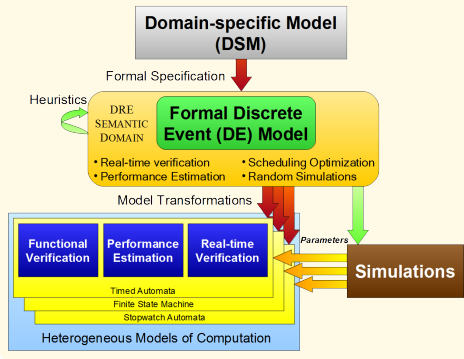 Domain-specific Model
(DSM)
Formal Specification
Heuristics
DRE
SEMANTIC
DOMAIN
Formal Discrete
Event (DE) Model
• Real-time verification
• Scheduling Optimization
• Performance Estimation
• Random Simulations
Model Transformations
Parameters
Functional
Verification
Performance
Estimation
Real-time
Verification
Simulations
Timed Automata
Finite State Machine
Stopwatch Automata
Heterogeneous Models of Computation